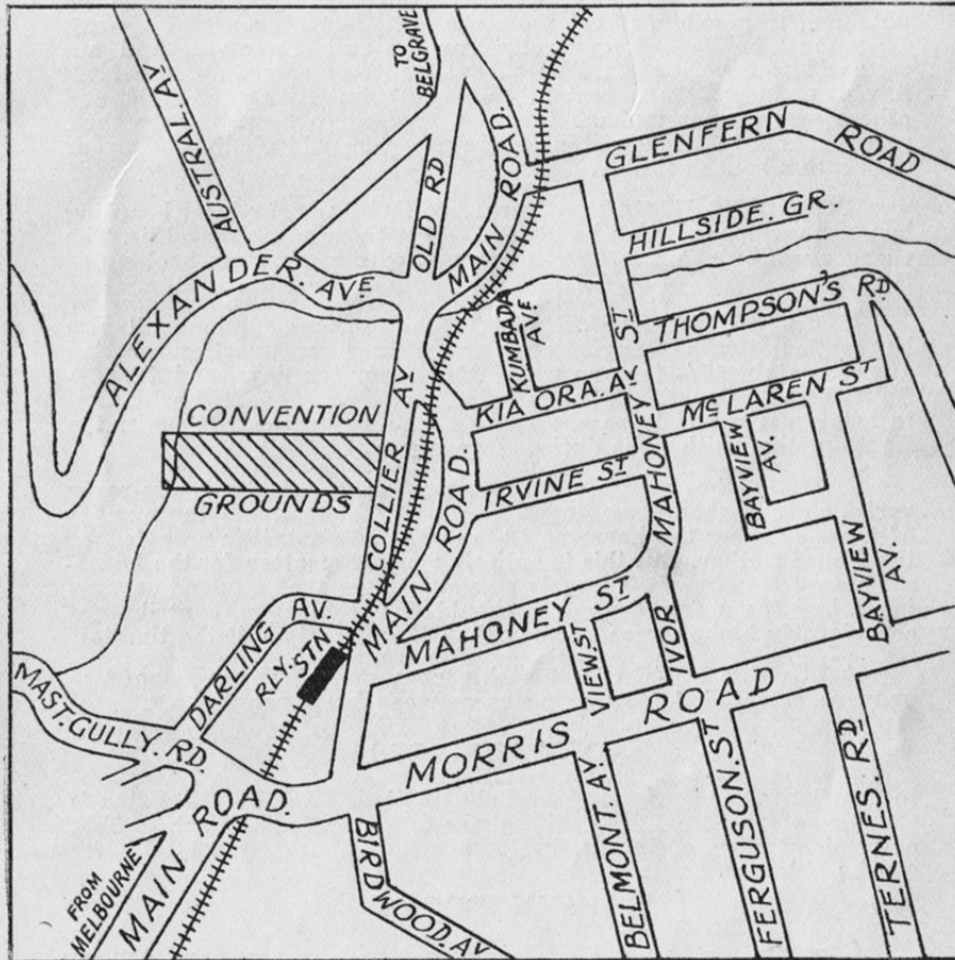 AUSTRAL. AV.
TO
BELGRAVE
OLD RD
MAIN ROAD
GLENFERN ROAD
HILLSIDE. GR.
ALEXANDER. AVE
KUMBADA
AVE
THOMPSON'S RD
KIA ORA. AV
MCLAREN ST
MAHONEY ST
BAYVIEW
AV.
CONVENTION
GROUNDS
COLLIER AV
MAIN ROAD.
IRVINE ST
BAYVIEW
AV.
MAHONEY ST
VIEW. ST
IVOR
DARLING AV.
RLY. STN.
MAST. GULLY. RD.
MORRIS ROAD
MAIN ROAD.
FROM
MELBOURNE
BIRDWOOD. AV
BELMONT AV.
FERGUSON. ST
TERNES. RD